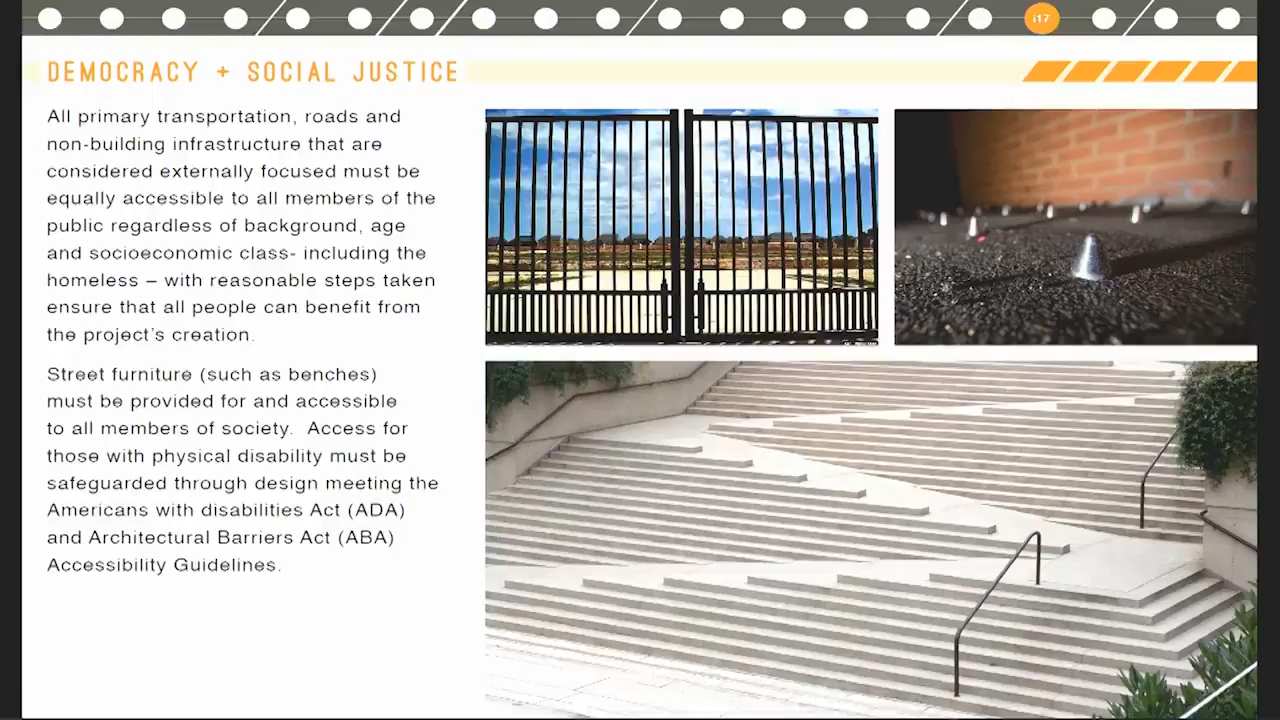 i17
DEMOCRACY + SOCIAL JUSTICE
All primary transportation, roads and
non-building infrastructure that are
considered externally focused must be
equally accessible to all members of the
public regardless of background, age
and socioeconomic class- including the
homeless – with reasonable steps taken
ensure that all people can benefit from
the project's creation.
Street furniture (such as benches)
must be provided for and accessible
to all members of society.  Access for
those with physical disability must be
safeguarded through design meeting the
Americans with disabilities Act (ADA)
and Architectural Barriers Act (ABA)
Accessibility Guidelines.